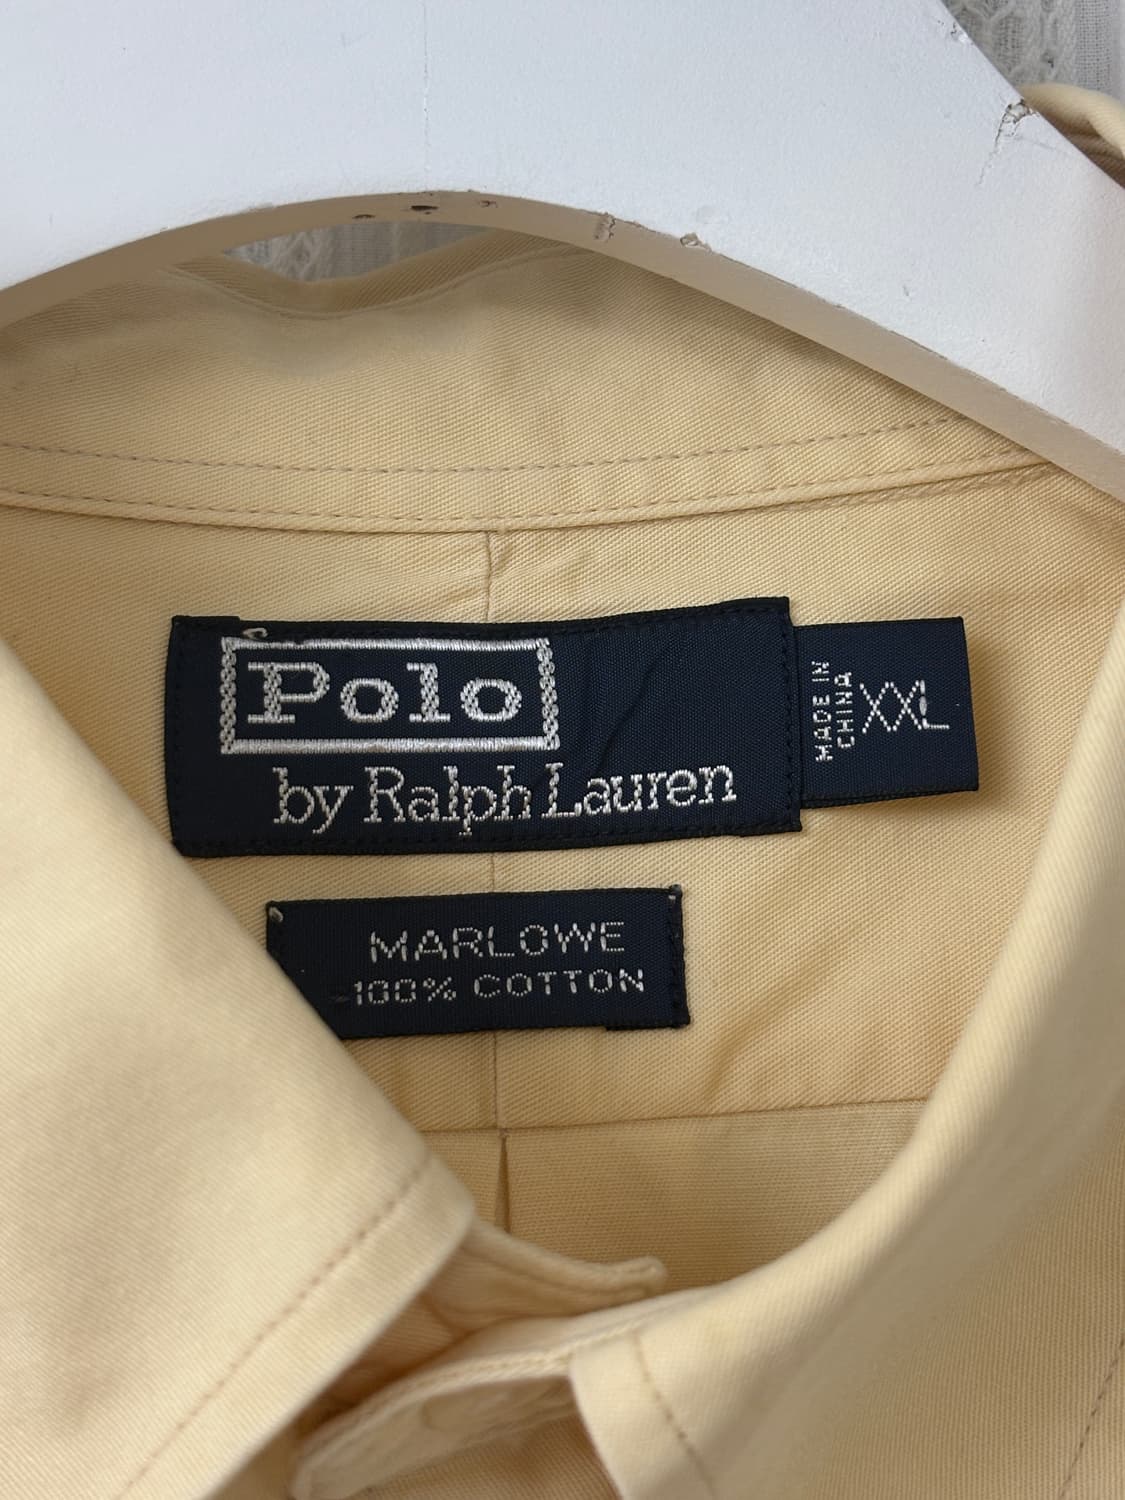 Polo
by Ralph Lauren
MADE IN
CHINA
XXL
MARLOWE
100% COTTON